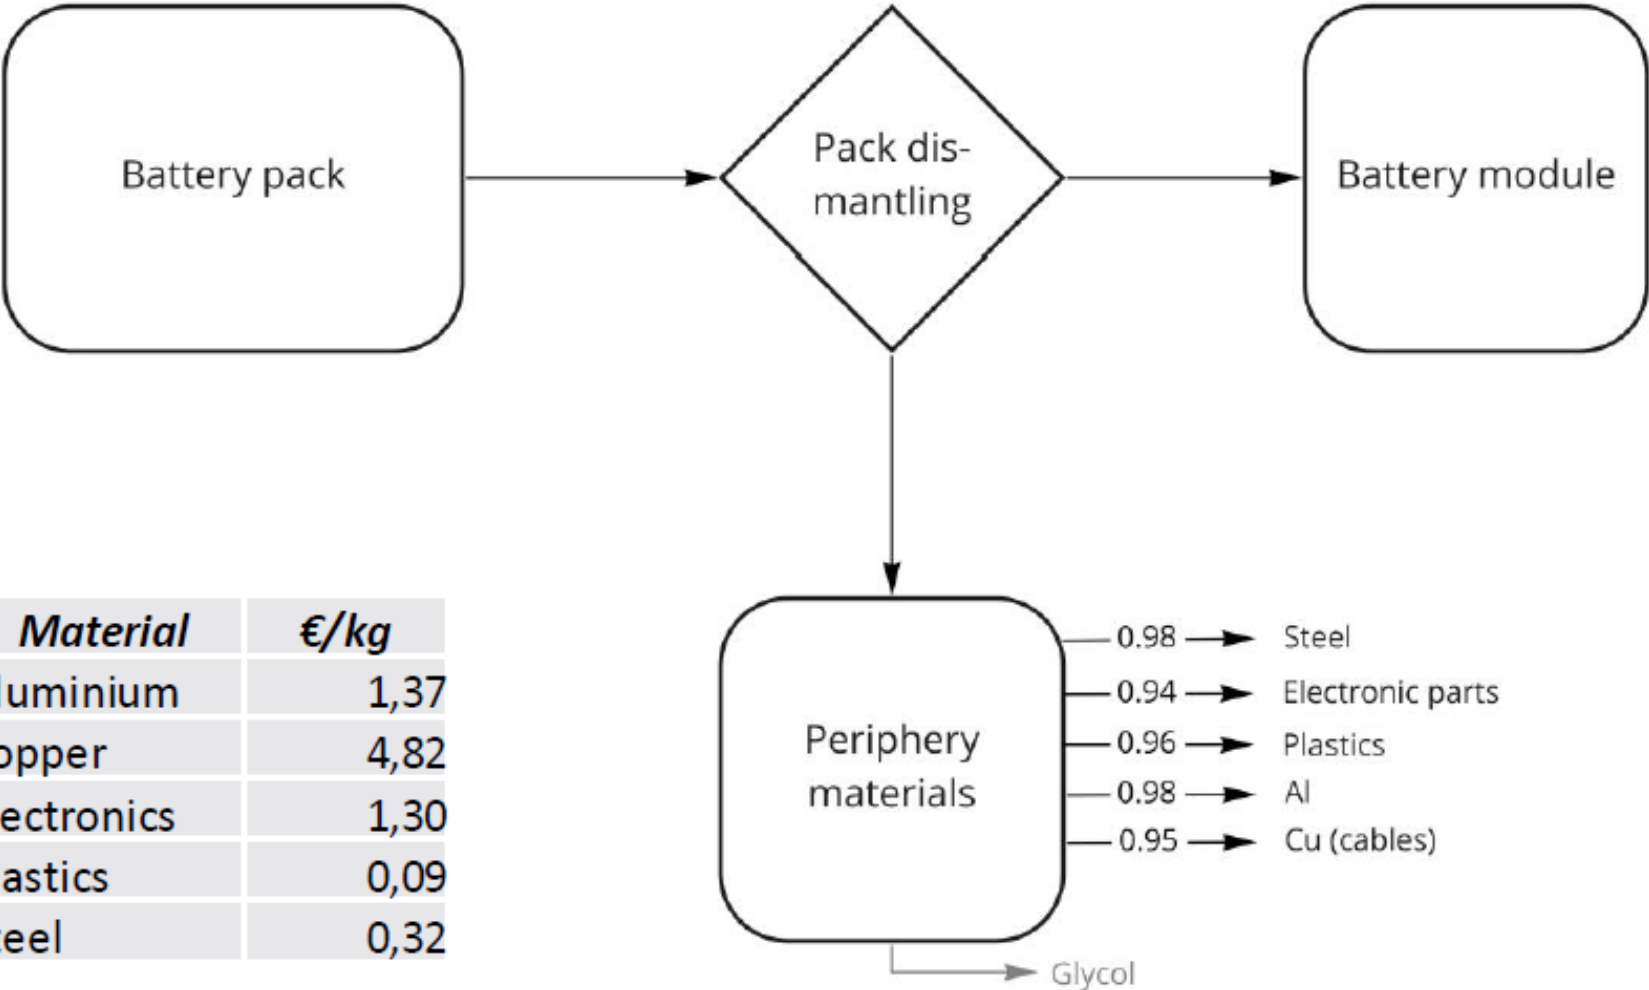 Battery pack
Pack dis-
mantling
Battery module
Material €/kg
luminium 1,37
opper 4,82
ectronics 1,30
astics 0,09
teel 0,32
Periphery
materials
0.98 Steel
0.94 Electronic parts
0.96 Plastics
0.98 Al
0.95 Cu (cables)
Glycol